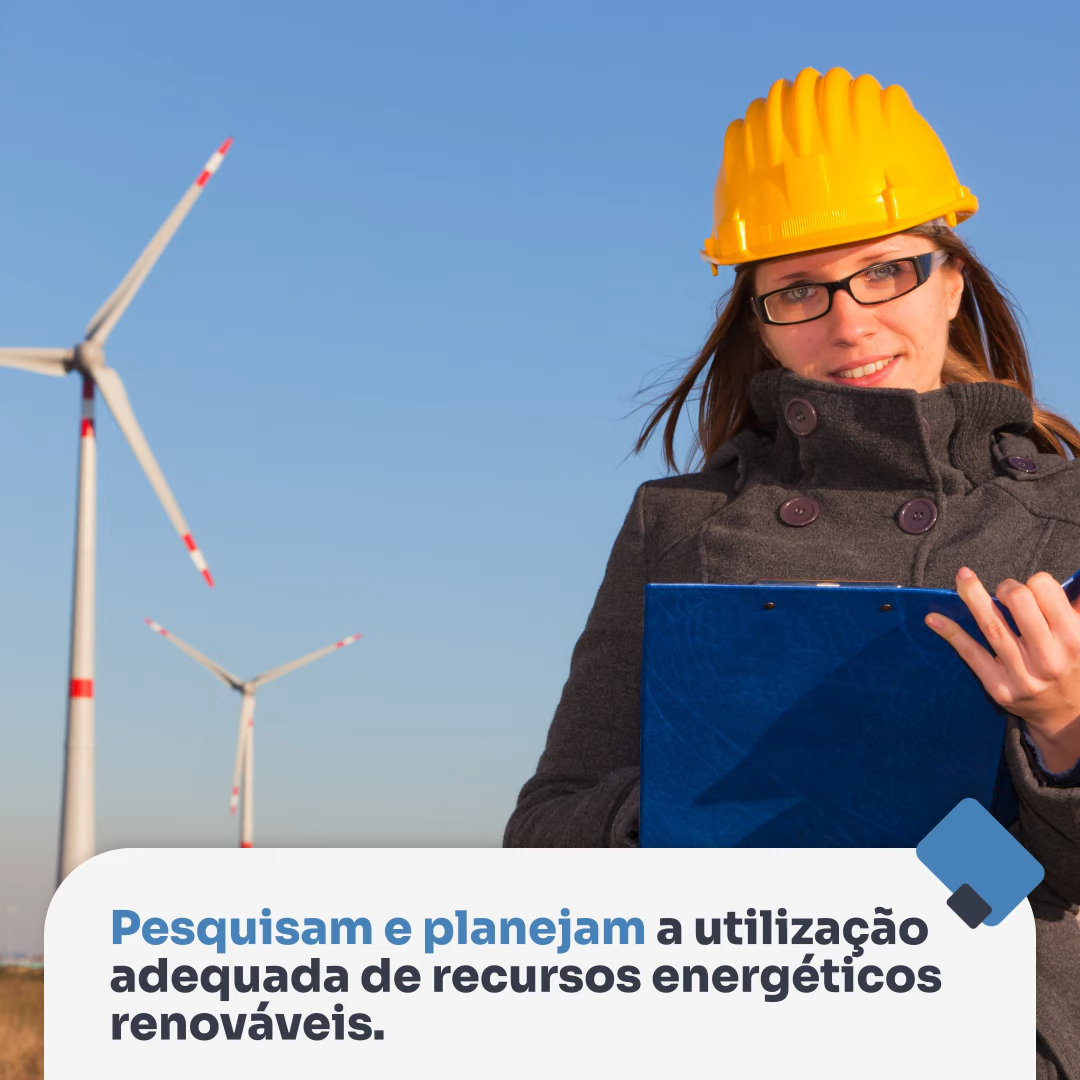 Pesquisam e planejam a utilização
adequada de recursos energéticos
renováveis.